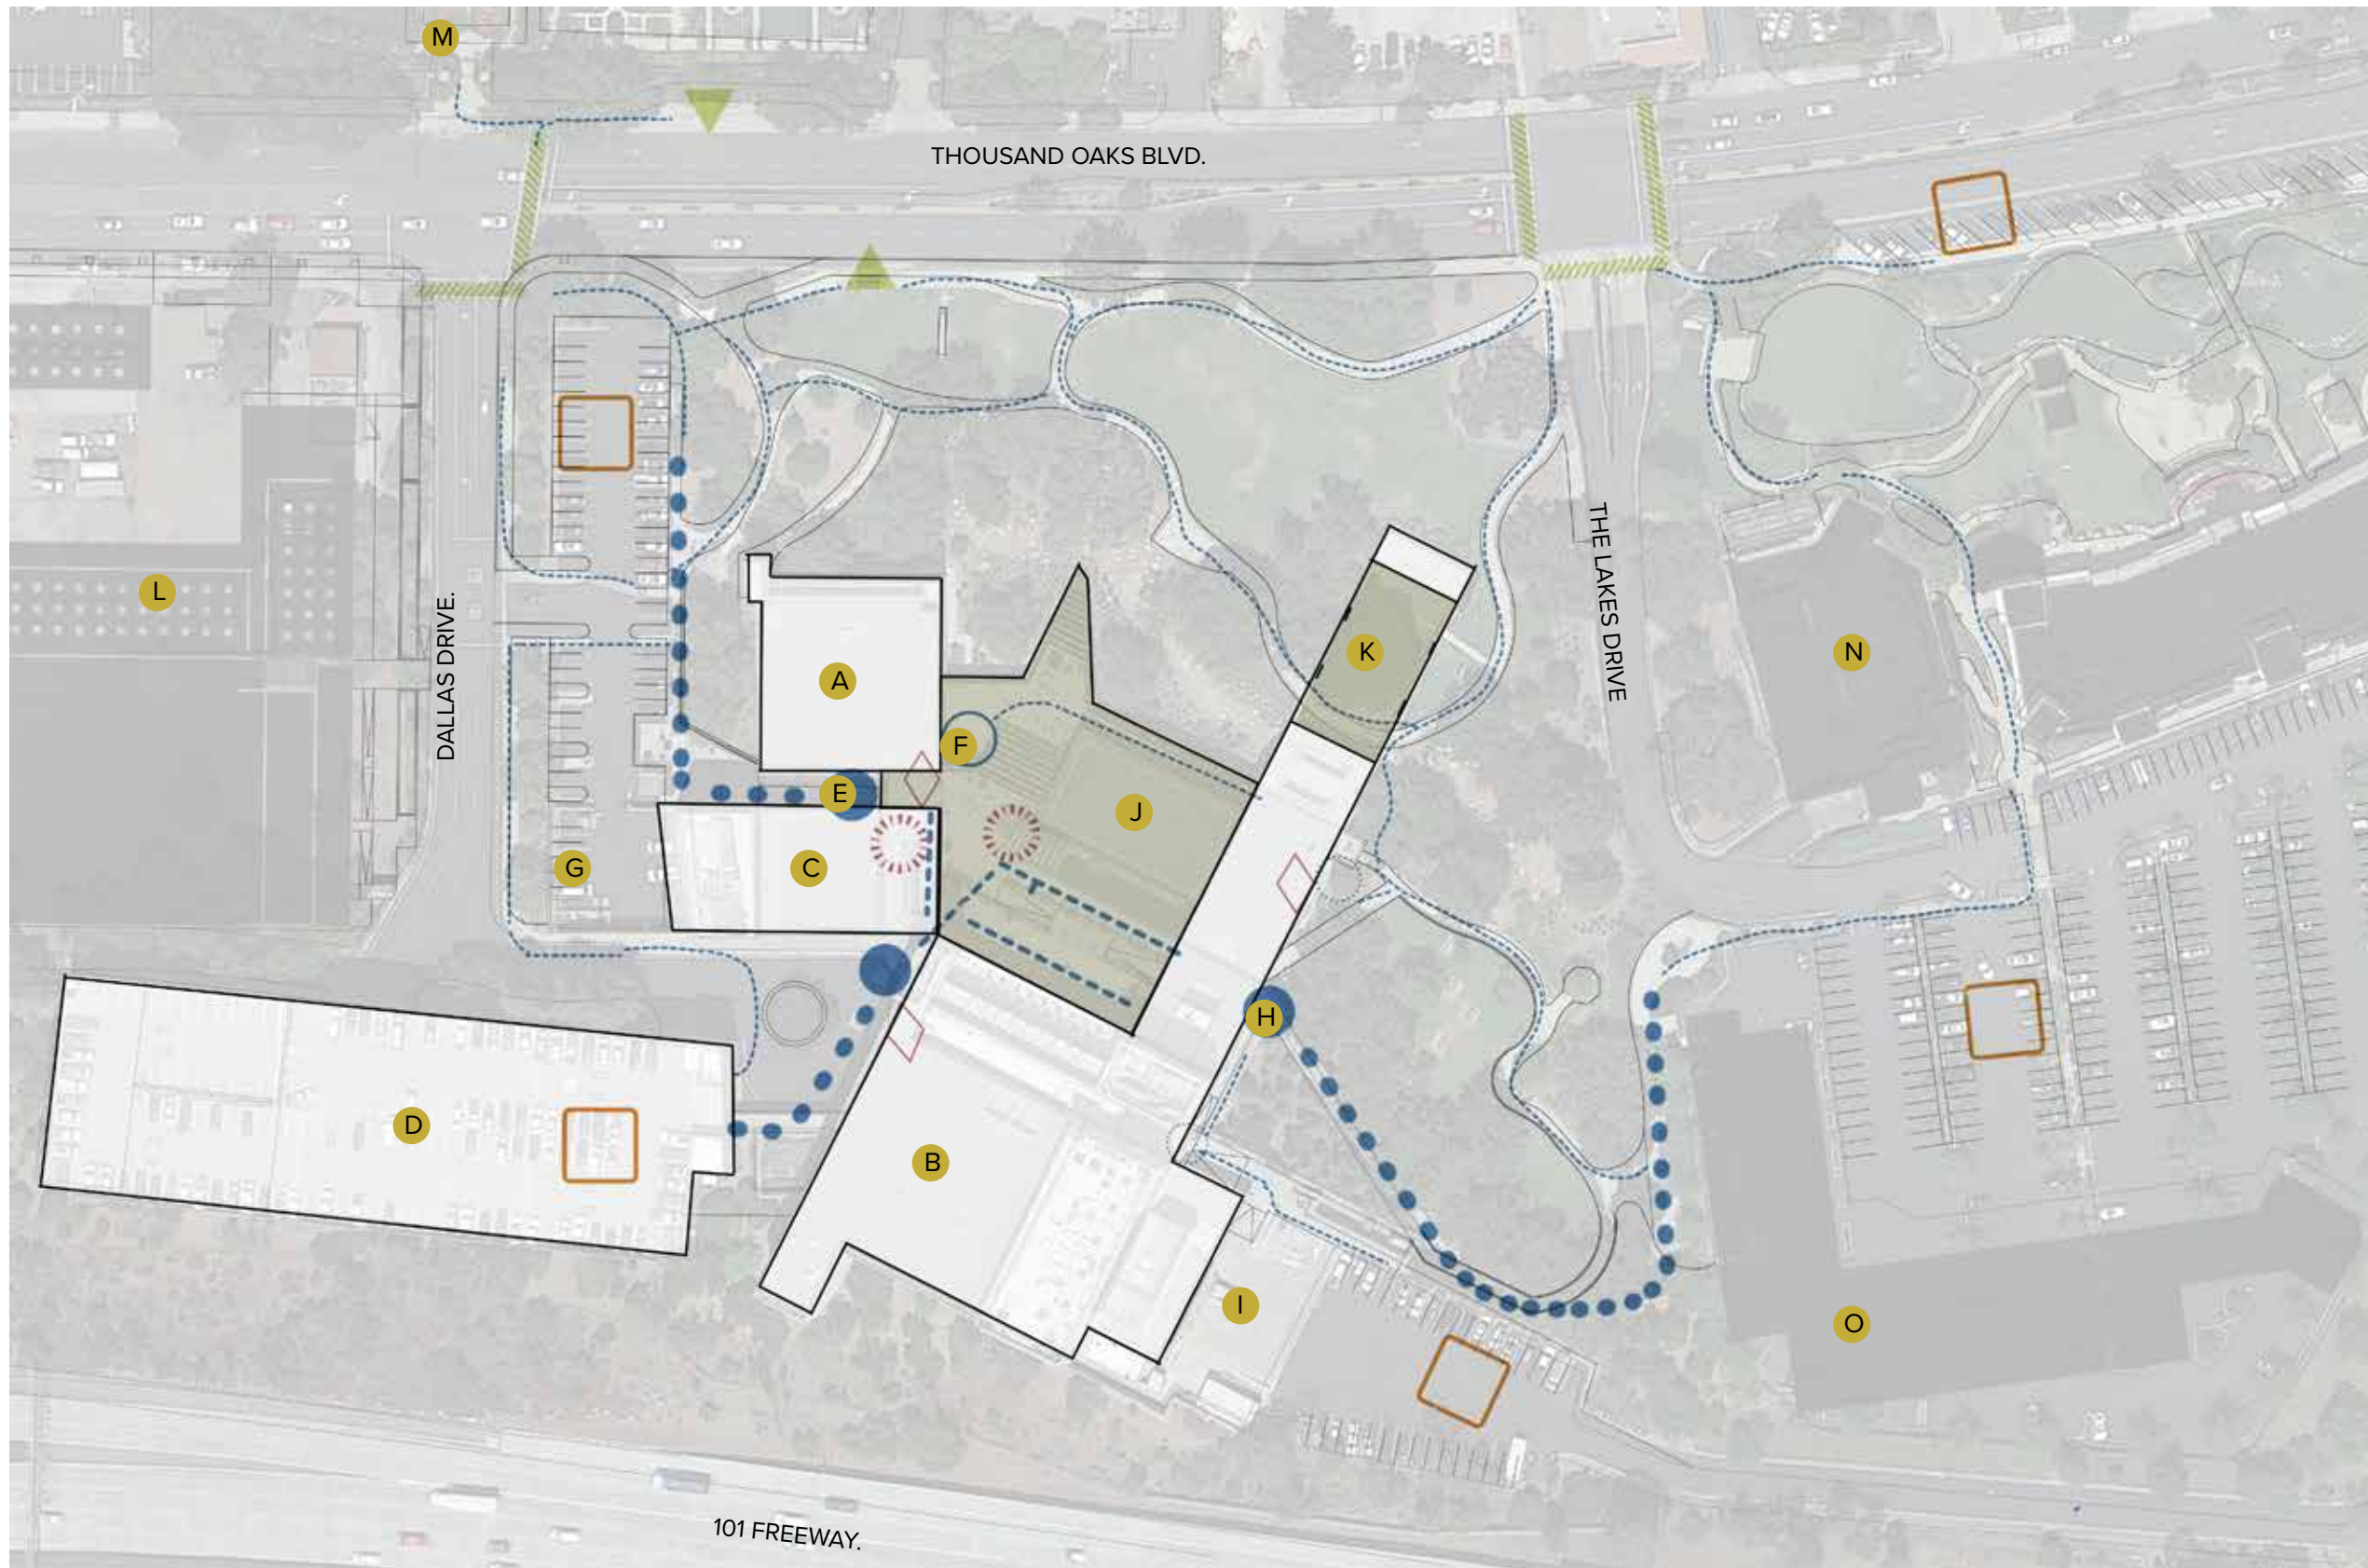 M
THOUSAND OAKS BLVD.
L
DALLAS DRIVE.
THE LAKES DRIVE
A
K
N
F
E
J
G
C
H
D
B
I
O
101 FREEWAY.